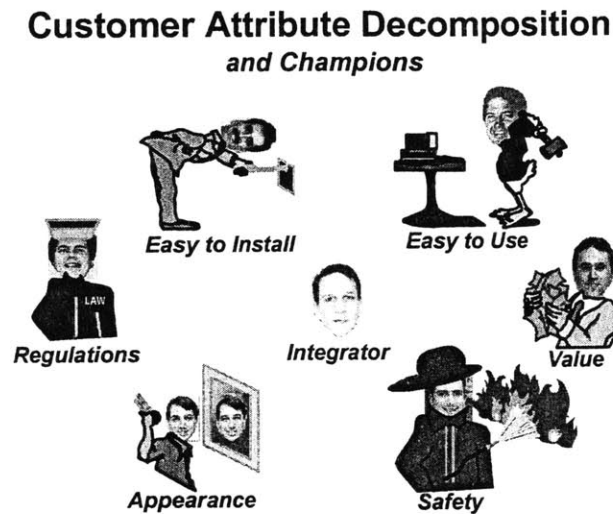 Customer Attribute Decomposition
and Champions
Easy to Install
Easy to Use
LAW
Regulations
Integrator
Value
Appearance
Safety